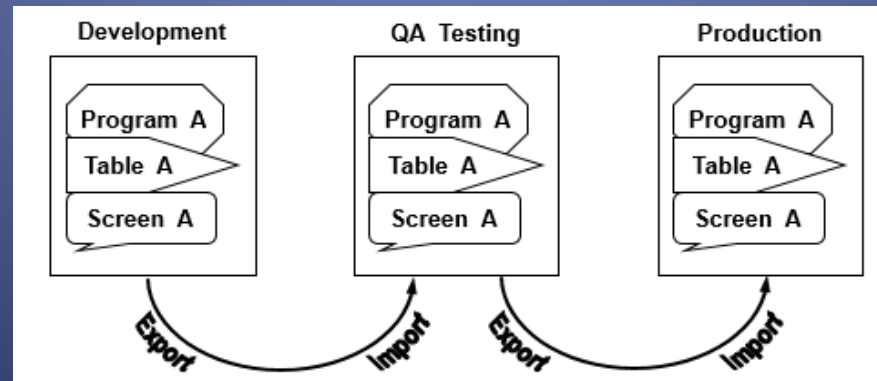 Development
QA Testing
Production
Program A
Table A
Screen A
Program A
Table A
Screen A
Program A
Table A
Screen A
Export
Import
Export
Import